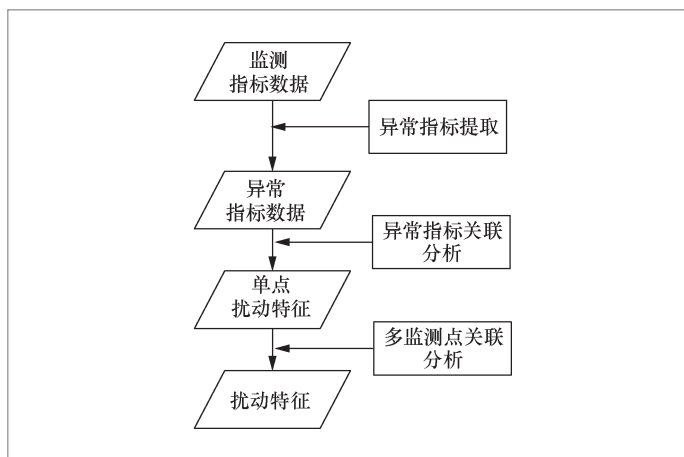 监测
指标数据
异常指标提取
异常
指标数据
异常指标关联
分析
单点
扰动特征
多监测点关联
分析
扰动特征